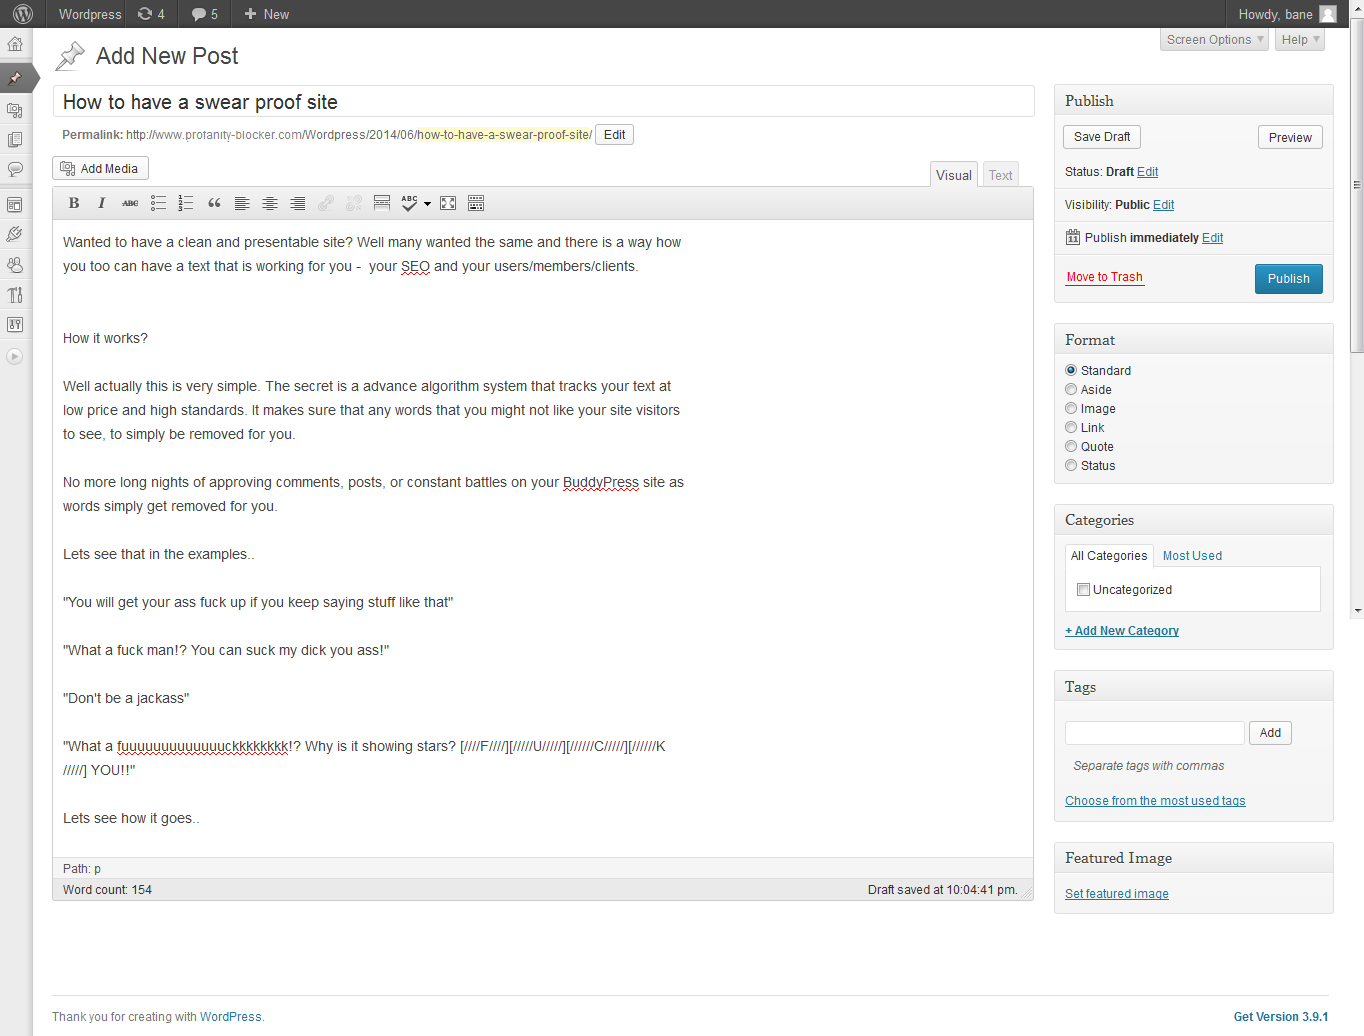 Wordpress 4 5 + New Howdy, bane
Screen Options Help
Add New Post
How to have a swear proof site
Permalink: http://www.profanity-blocker.com/Wordpress/2014/06/how-to-have-a-swear-proof-site/ Edit
Add Media
Visual Text
B I ABC ABC
Wanted to have a clean and presentable site? Well many wanted the same and there is a way how
you too can have a text that is working for you -  your SEO and your users/members/clients.
How it works?
Well actually this is very simple. The secret is a advance algorithm system that tracks your text at
low price and high standards. It makes sure that any words that you might not like your site visitors
to see, to simply be removed for you.
No more long nights of approving comments, posts, or constant battles on your BuddyPress site as
words simply get removed for you.
Lets see that in the examples..
"You will get your ass fuck up if you keep saying stuff like that"
"What a fuck man!? You can suck my dick you ass!"
"Don't be a jackass"
"What a fuuuuuuuuuuuuuckkkkkkkk!? Why is it showing stars? [////F////][/////U/////][//////C/////][//////K
/////] YOU!!"
Lets see how it goes..
Path: p
Word count: 154 Draft saved at 10:04:41 pm.
Publish
Save Draft Preview
Status: Draft Edit
Visibility: Public Edit
11 Publish immediately Edit
Move to Trash Publish
Format
Standard
Aside
Image
Link
Quote
Status
Categories
All Categories Most Used
Uncategorized
+ Add New Category
Tags
Add
Separate tags with commas
Choose from the most used tags
Featured Image
Set featured image
Thank you for creating with WordPress. Get Version 3.9.1